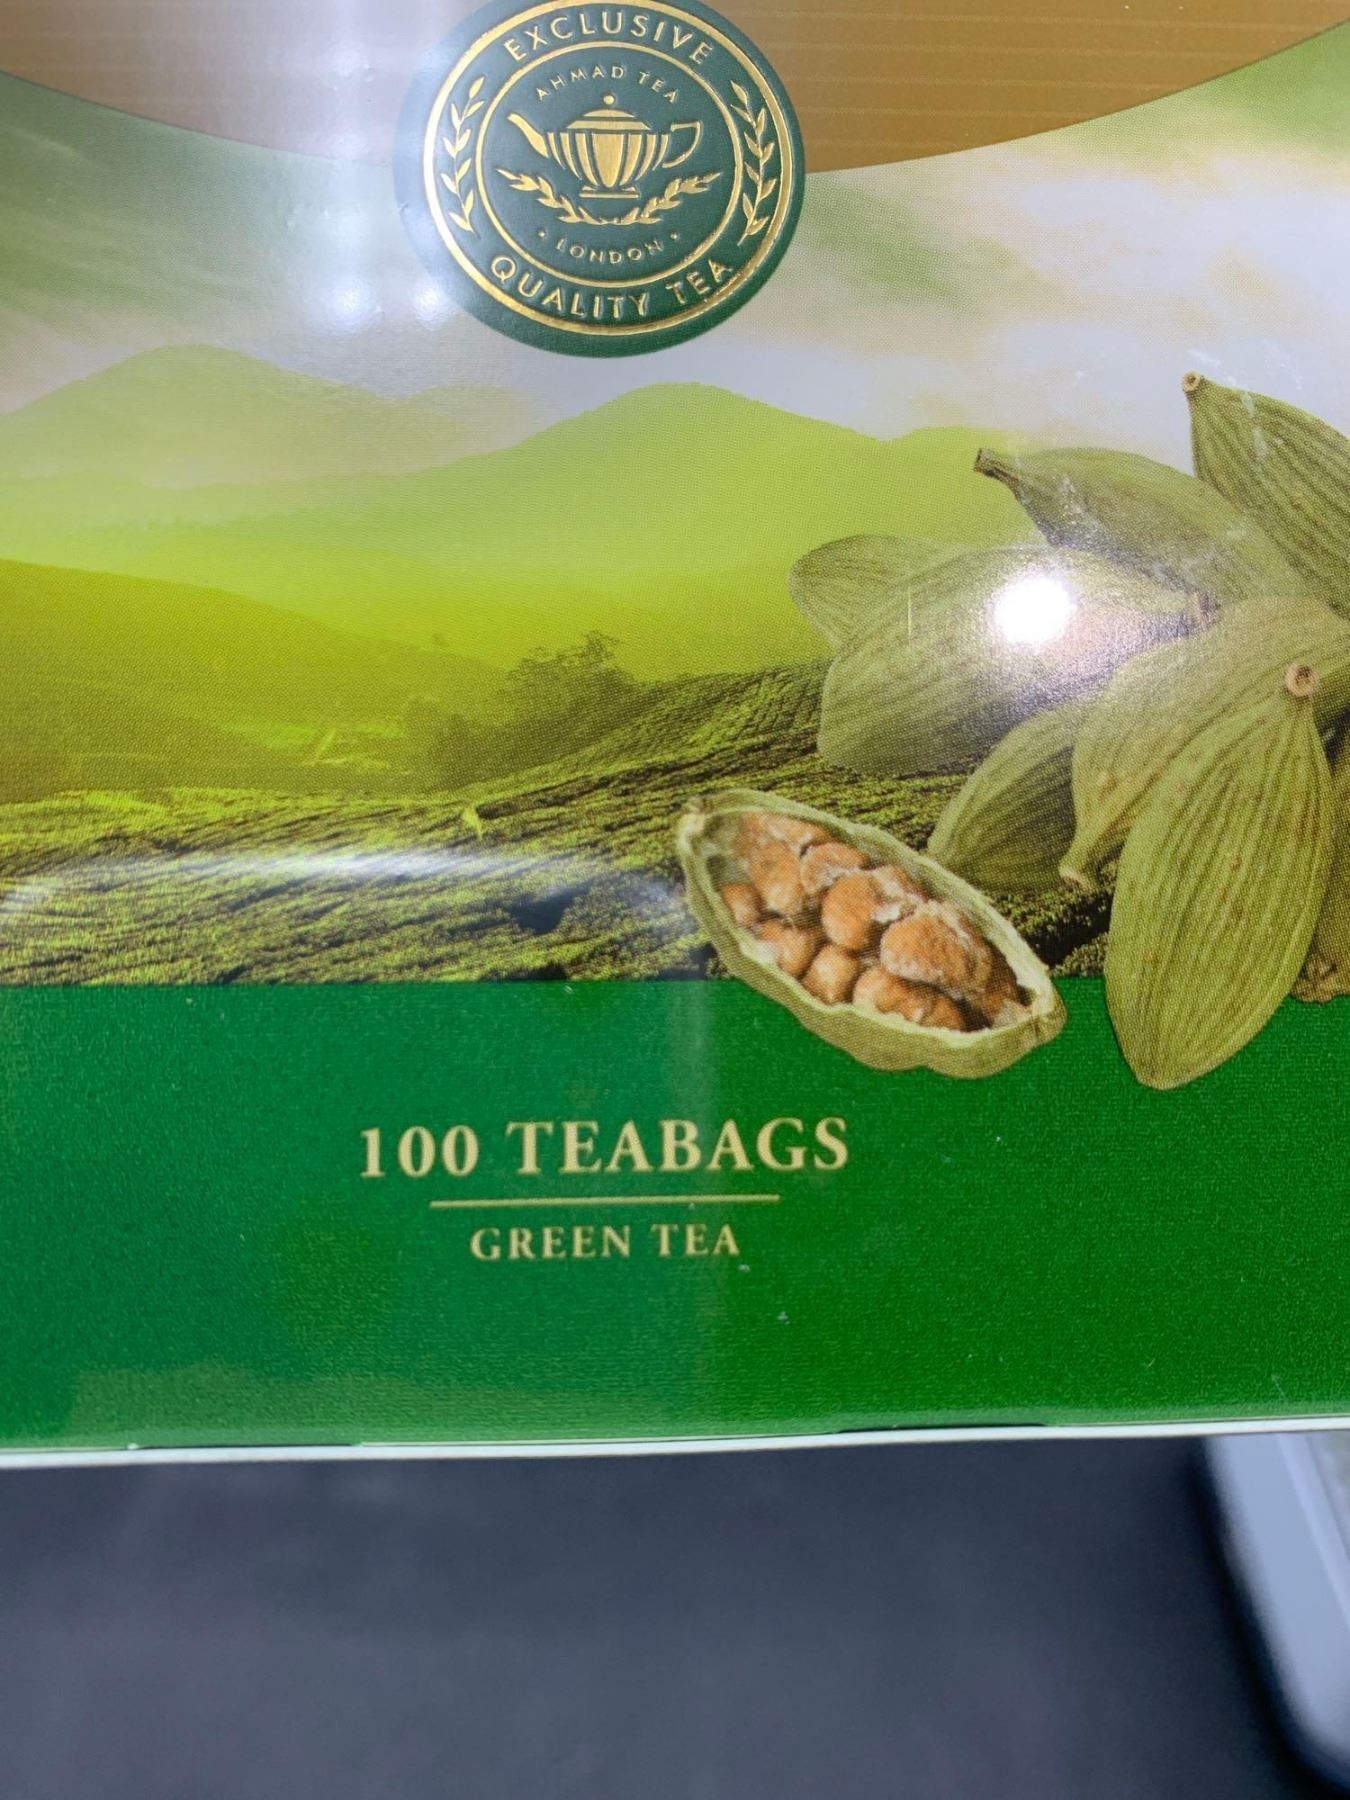 EXCLUSIVE
AHMAD TEA
· LONDON ·
QUALITY TEA
100 TEABAGS
GREEN TEA